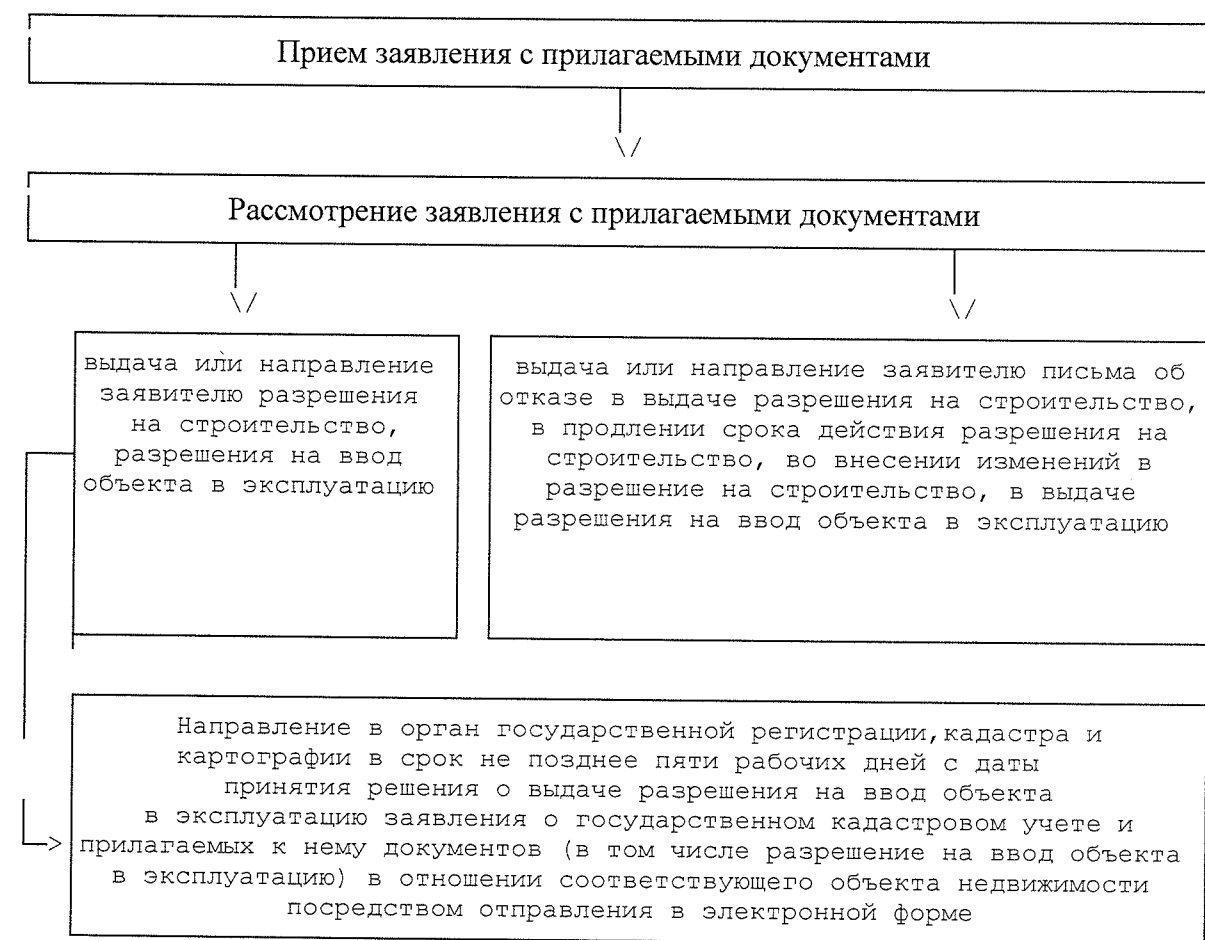 Прием заявления с прилагаемыми документами
Рассмотрение заявления с прилагаемыми документами
выдача или направление
заявителю разрешения
на строительство,
разрешения на ввод
объекта в эксплуатацию
выдача или направление заявителю письма об
отказе в выдаче разрешения на строительство,
в продлении срока действия разрешения на
строительство, во внесении изменений в
разрешение на строительство, в выдаче
разрешения на ввод объекта в эксплуатацию
Направление в орган государственной регистрации,кадастра и
картографии в срок не позднее пяти рабочих дней с даты
принятия решения о выдаче разрешения на ввод объекта
в эксплуатацию заявления о государственном кадастровом учете и
прилагаемых к нему документов (в том числе разрешение на ввод объекта
в эксплуатацию) в отношении соответствующего объекта недвижимости
посредством отправления в электронной форме